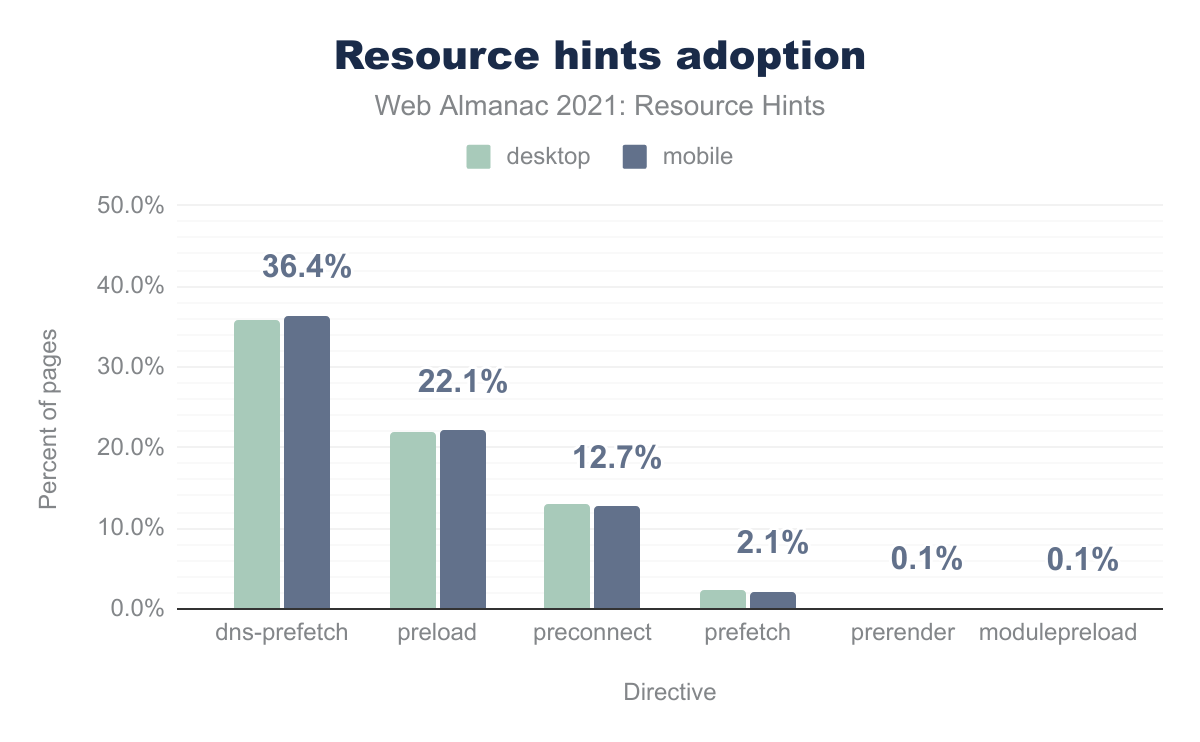 Resource hints adoption
Web Almanac 2021: Resource Hints
desktop mobile
50.0%
40.0%
30.0%
20.0%
10.0%
0.0%
Percent of pages
36.4%
22.1%
12.7%
2.1%
0.1%
0.1%
dns-prefetch preload preconnect prefetch prerender modulepreload
Directive